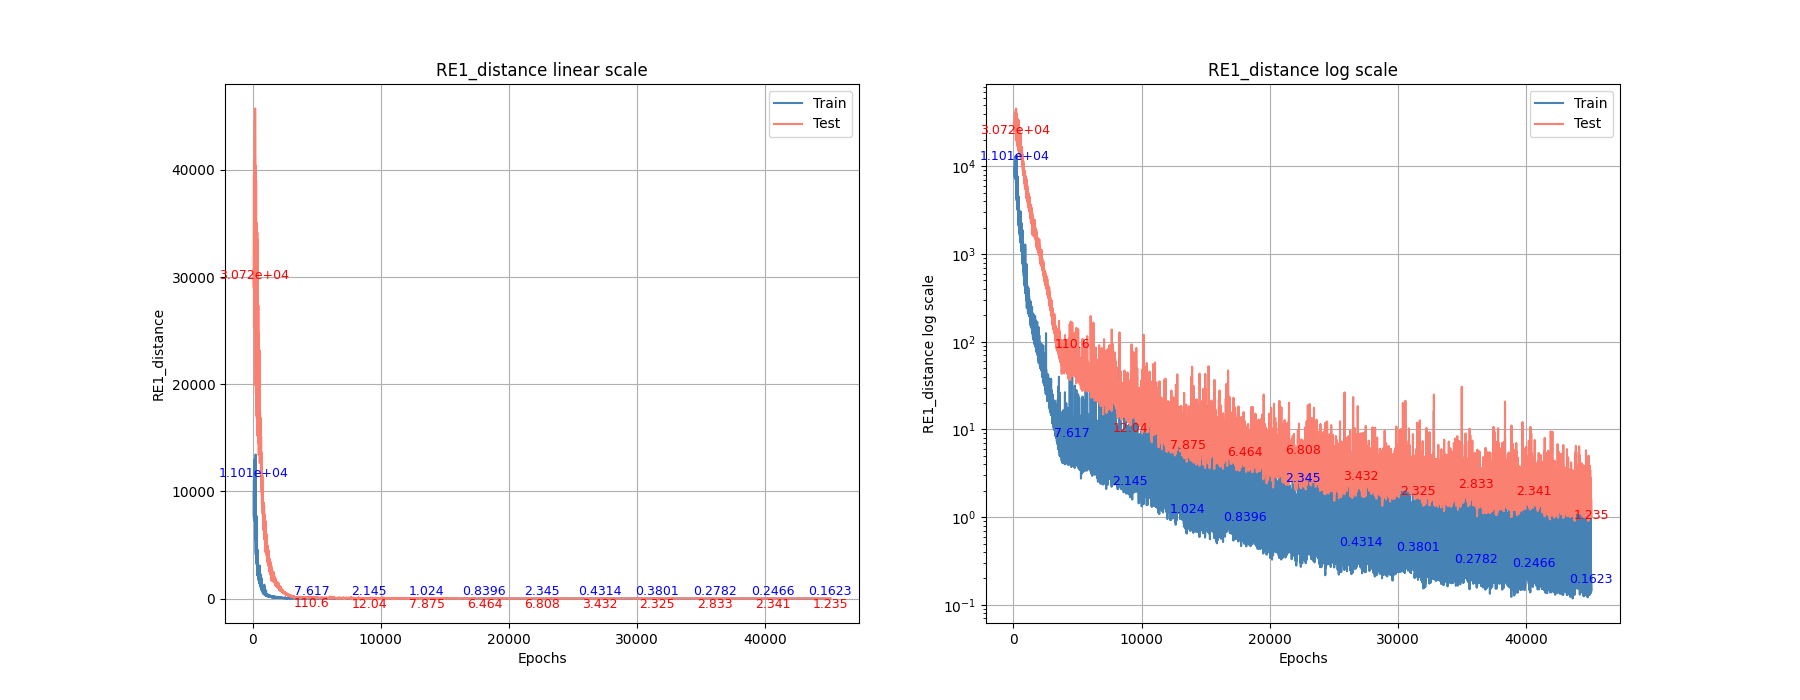 RE1_distance linear scale
Train
Test
40000
30000
20000
10000
0
RE1_distance
3.072e+04
1.101e+04
7.617 2.145 1.024 0.8396 2.345 0.4314 0.3801 0.2782 0.2466 0.1623
110.6 12.04 7.875 6.464 6.808 3.432 2.325 2.833 2.341 1.235
0 10000 20000 30000 40000
Epochs
RE1_distance log scale
Train
Test
10⁴
10³
10²
10¹
10⁰
10⁻¹
RE1_distance log scale
3.072e+04
1.101e+04
110.6
7.617
12.04
2.145
7.875
1.024
6.464
0.8396
6.808
2.345
3.432
0.4314
2.325
0.3801
2.833
0.2782
2.341
0.2466
1.235
0.1623
0 10000 20000 30000 40000
Epochs